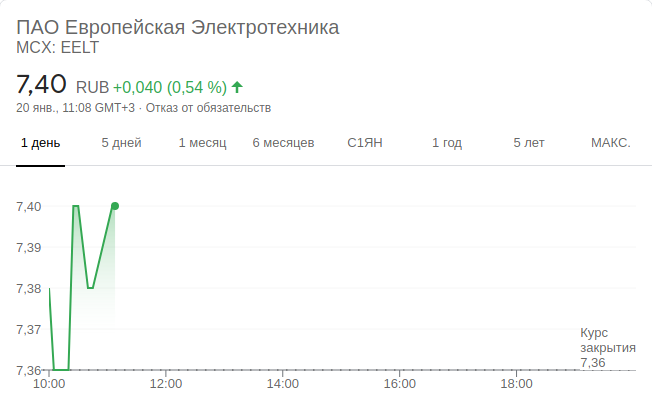 ПАО Европейская Электротехника
MCX: EELT
7,40 RUB +0,040 (0,54 %)
20 янв., 11:08 GMT+3 · Отказ от обязательств
1 день 5 дней 1 месяц 6 месяцев С1ЯН 1 год 5 лет МАКС.
7,40
7,39
7,38
7,37
Курс
закрытия
7,36
7,36
10:00 12:00 14:00 16:00 18:00